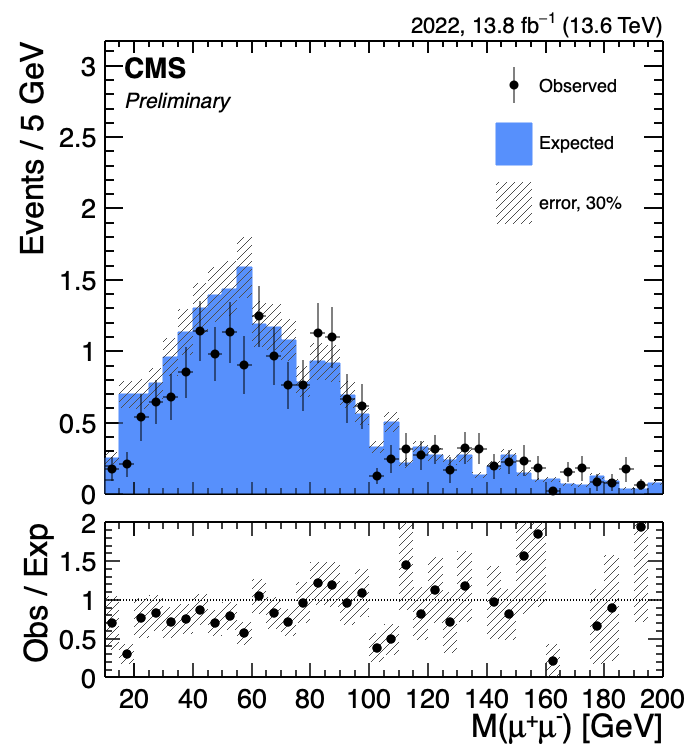 2022, 13.8 fb⁻¹ (13.6 TeV)
Events / 5 GeV
CMS
Preliminary
Observed
Expected
error, 30%
3
2.5
2
1.5
1
0.5
0
Obs / Exp
2
1.5
1
0.5
0
20 40 60 80 100 120 140 160 180 200
M(μ⁺μ⁻) [GeV]